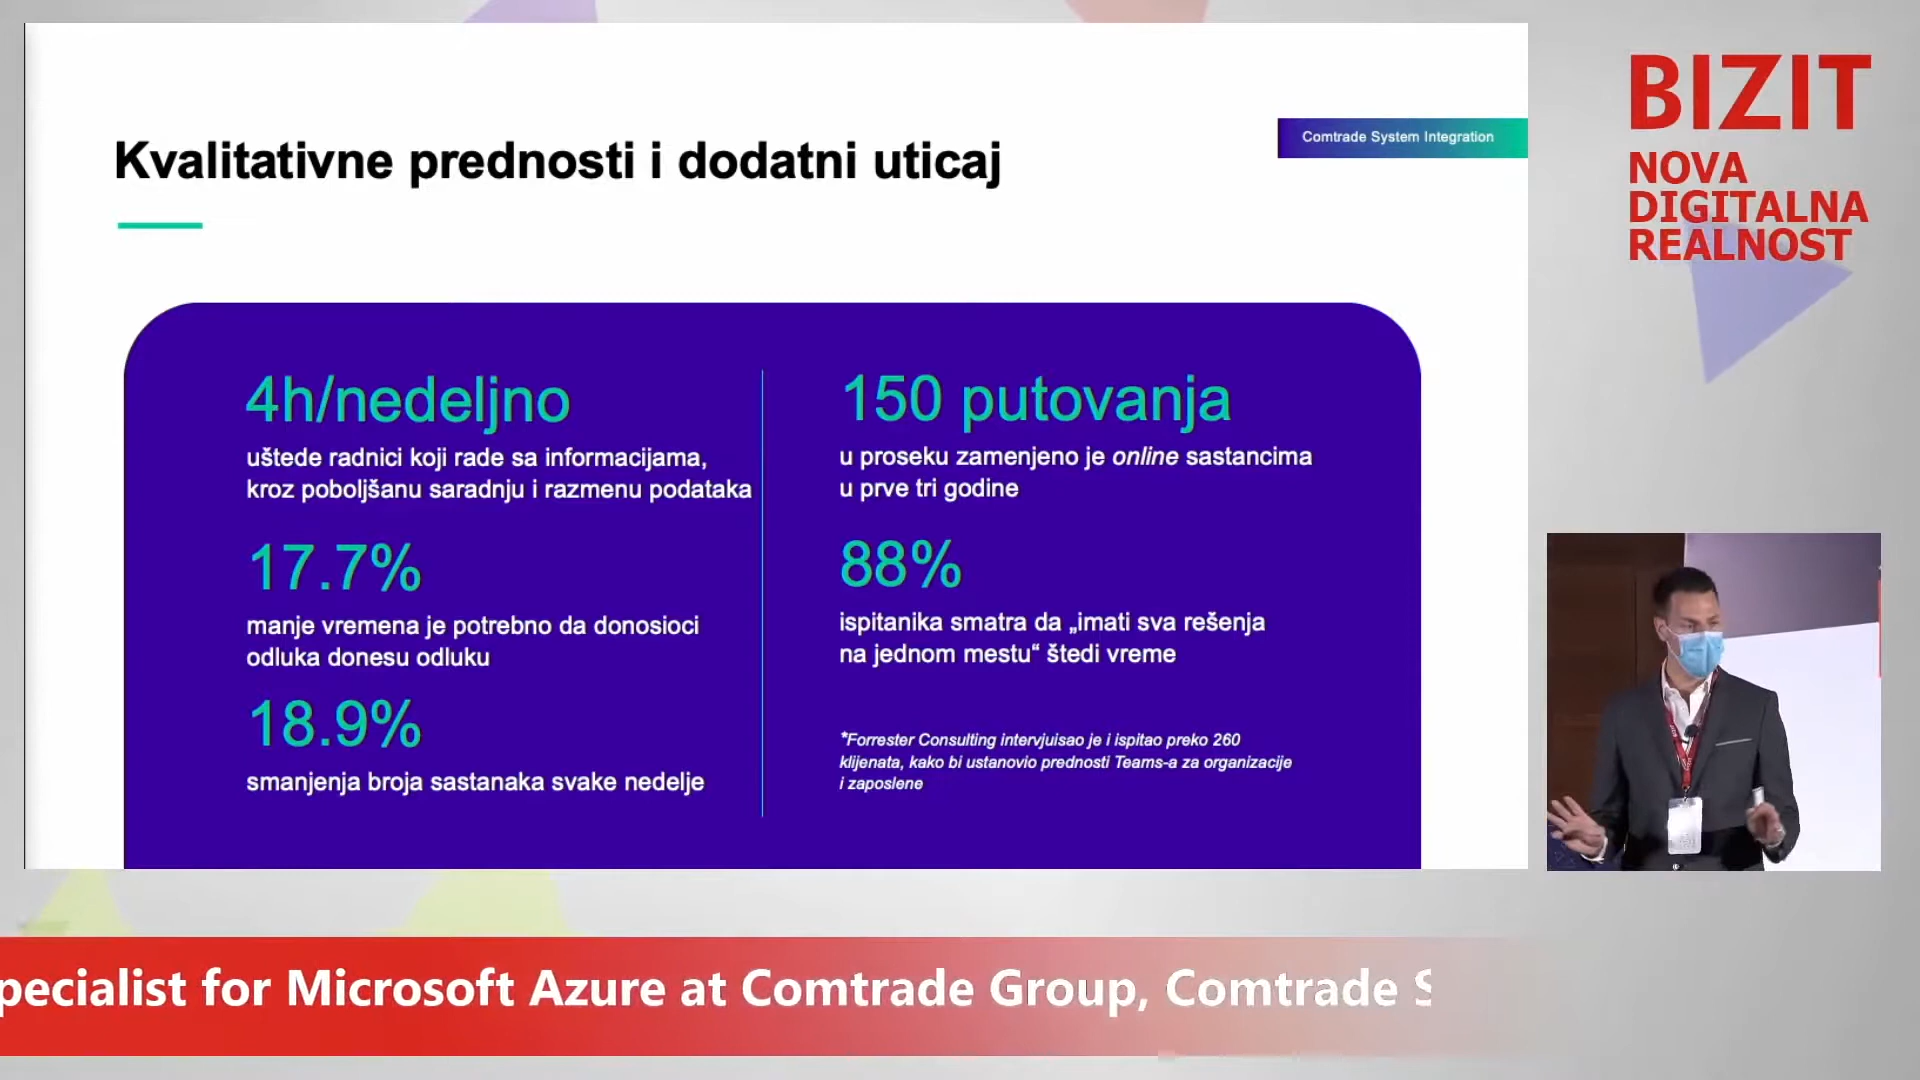 Kvalitativne prednosti i dodatni uticaj
Comtrade System Integration
4h/nedeljno
uštede radnici koji rade sa informacijama,
kroz poboljšanu saradnju i razmenu podataka
17.7%
manje vremena je potrebno da donosioci
odluka donesu odluku
18.9%
smanjenja broja sastanaka svake nedelje
150 putovanja
u proseku zamenjeno je online sastancima
u prve tri godine
88%
ispitanika smatra da „imati sva rešenja
na jednom mestu“ štedi vreme
*Forrester Consulting intervjuisao je i ispitao preko 260
klijenata, kako bi ustanovio prednosti Teams-a za organizacije
i zaposlene
BIZIT
NOVA
DIGITALNA
REALNOST
pecialist for Microsoft Azure at Comtrade Group, Comtrade S